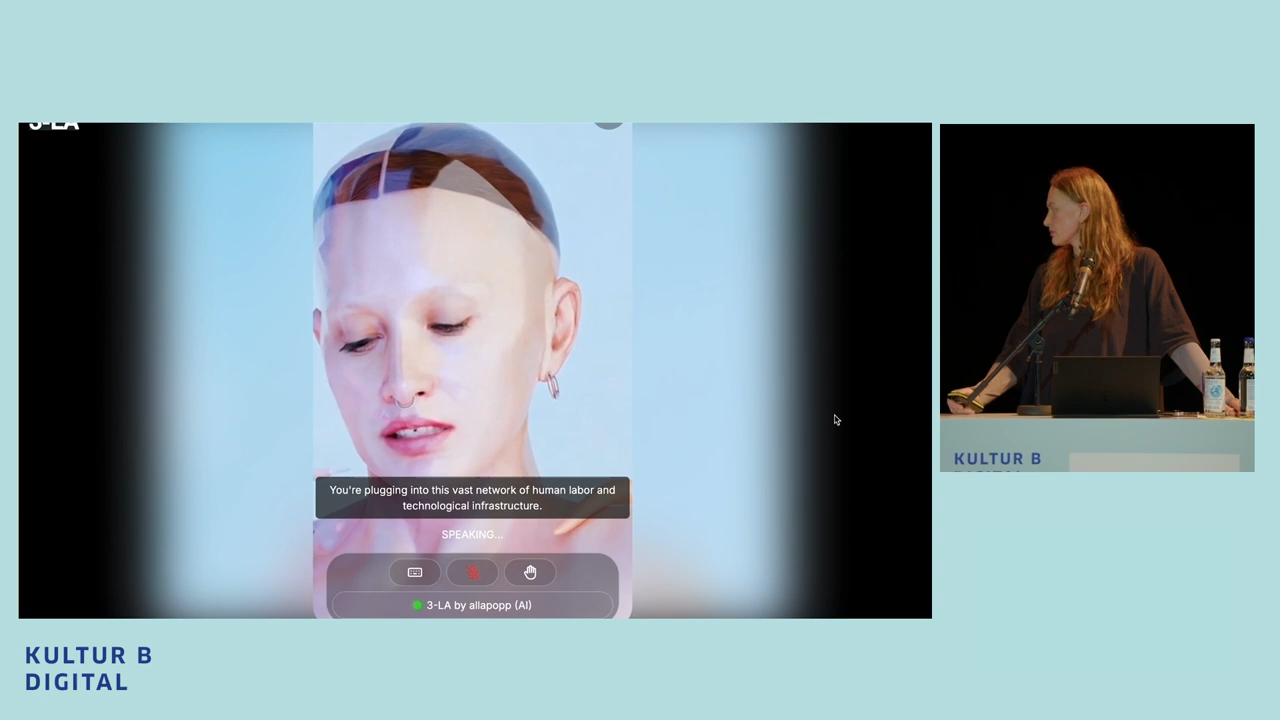 3-LA
You're plugging into this vast network of human labor and
technological infrastructure.
SPEAKING...
3-LA by allapopp (AI)
KULTUR B
DIGITAL
KULTUR B
DIGITAL